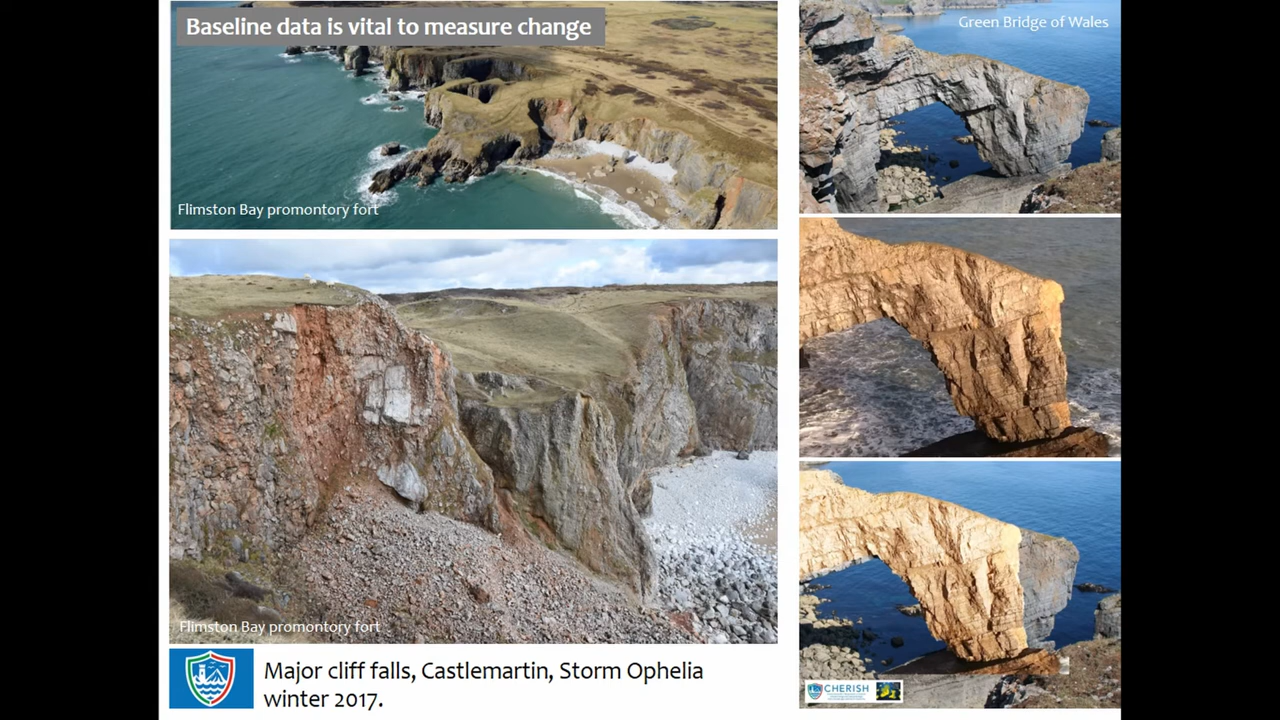 Baseline data is vital to measure change
Flimston Bay promontory fort
Green Bridge of Wales
Flimston Bay promontory fort
Major cliff falls, Castlemartin, Storm Ophelia
winter 2017.
CHERISH